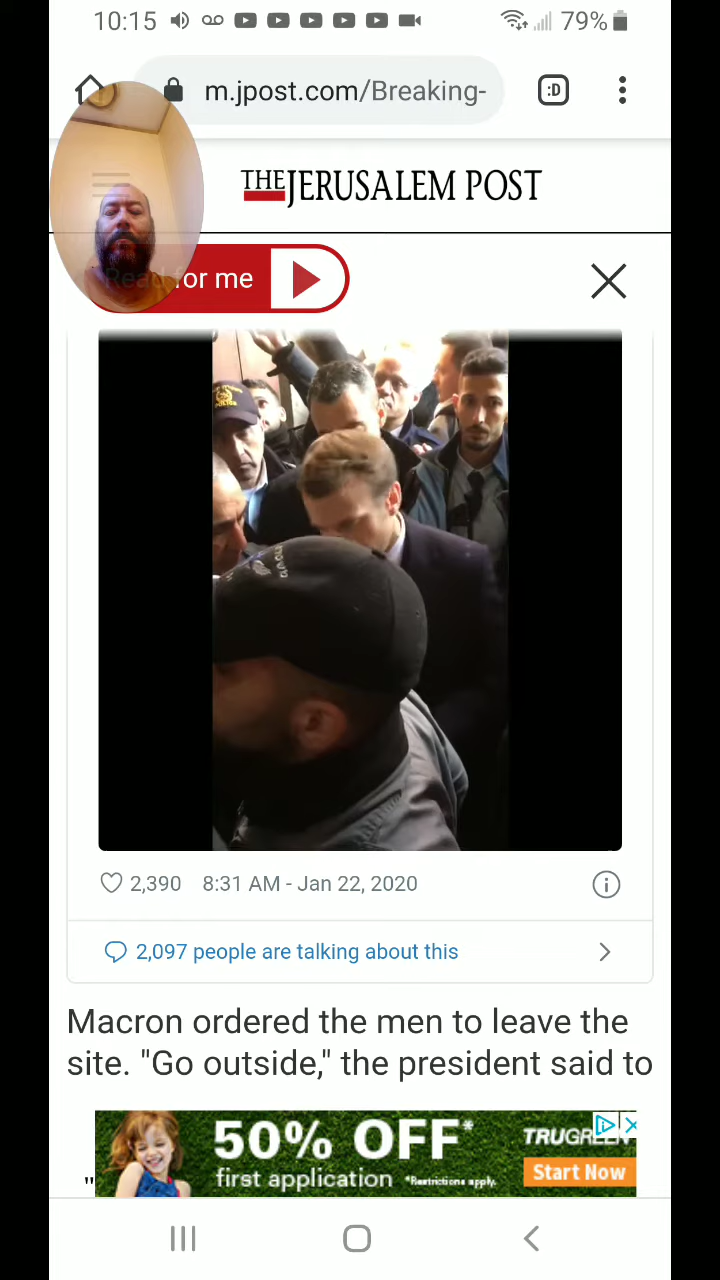 10:15
79%
m.jpost.com/Breaking-
:D
THE JERUSALEM POST
Read for me
2,390 8:31 AM - Jan 22, 2020
2,097 people are talking about this
Macron ordered the men to leave the
site. "Go outside," the president said to
50% OFF*
TRUGREEN
first application *Restrictions apply.
Start Now
"